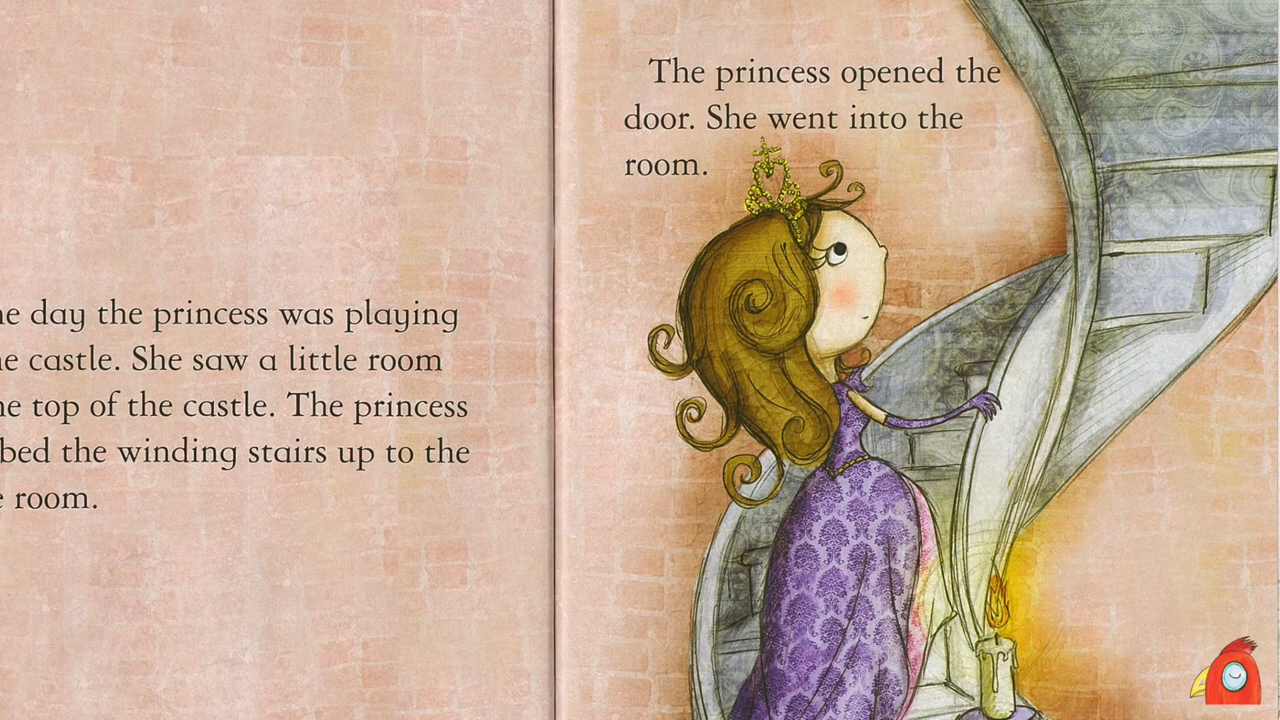 day the princess was playing
castle. She saw a little room
top of the castle. The princess
the winding stairs up to the
room.
The princess opened the
door. She went into the
room.